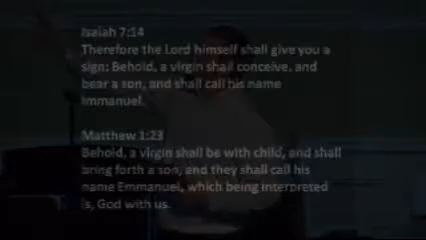 Isaiah 7:14
Therefore the Lord himself shall give you a
sign; Behold, a virgin shall conceive, and
bear a son, and shall call his name
Immanuel.
Matthew 1:23
Behold, a virgin shall be with child, and shall
bring forth a son, and they shall call his
name Emmanuel, which being interpreted
is, God with us.